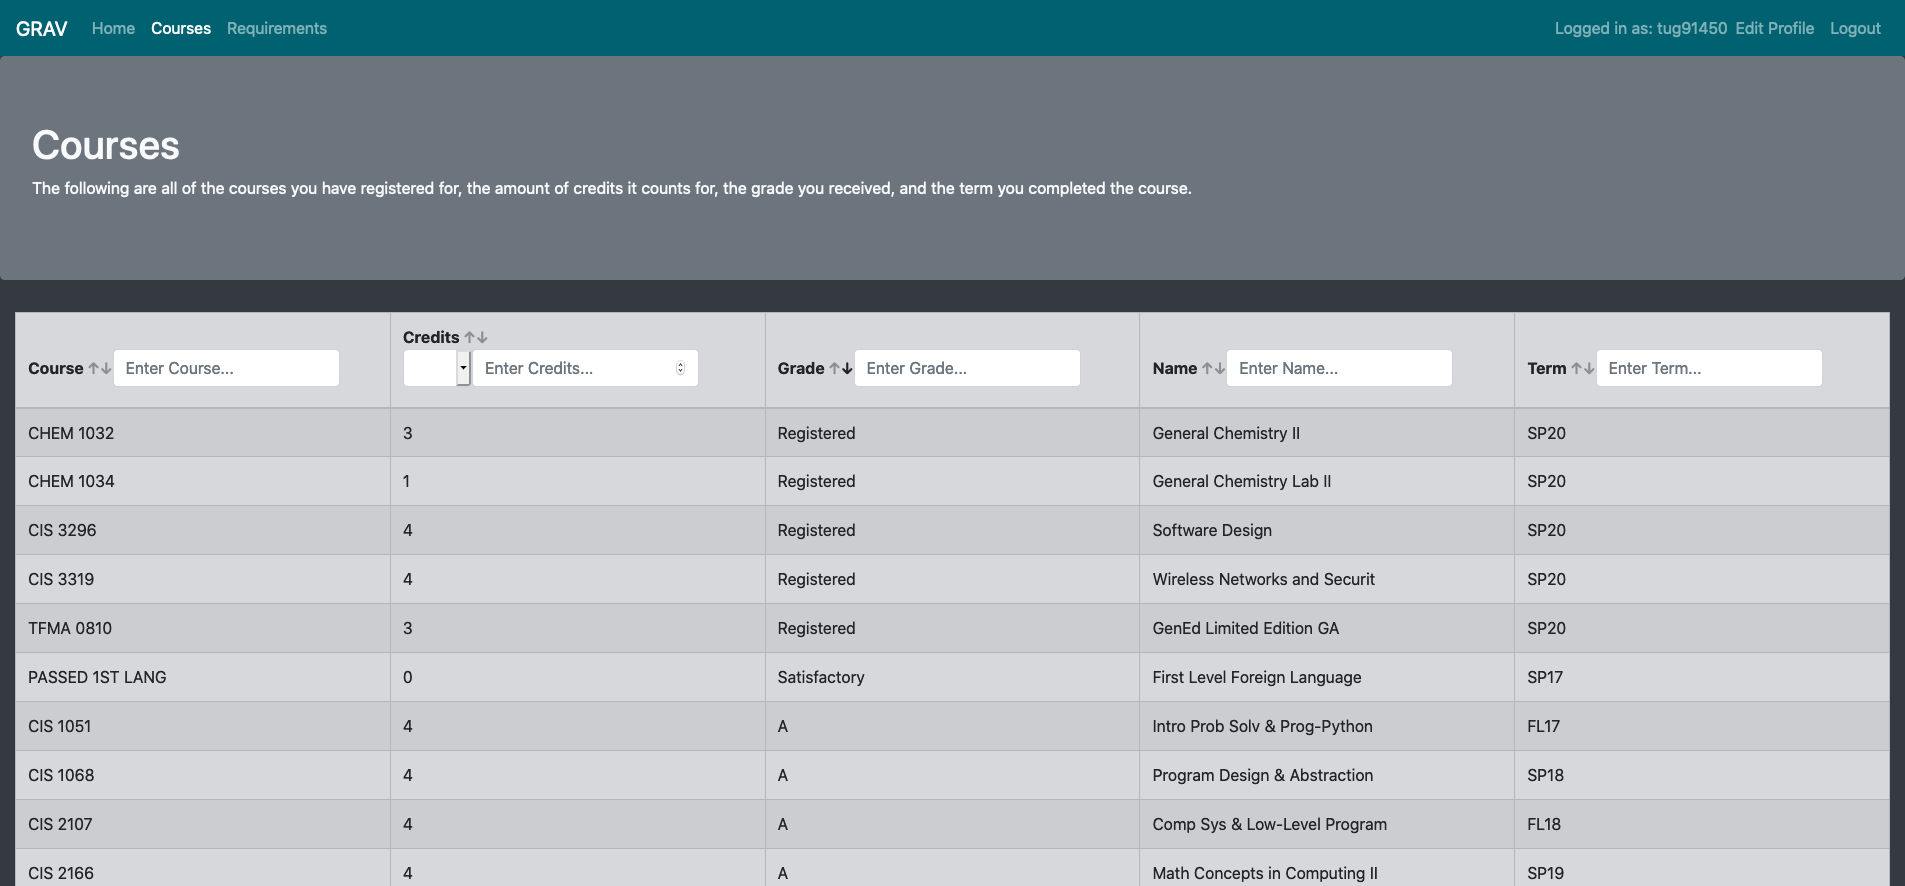 GRAV Home Courses Requirements Logged in as: tug91450 Edit Profile Logout
Courses
The following are all of the courses you have registered for, the amount of credits it counts for, the grade you received, and the term you completed the course.
Credits ↑↓
Course ↑↓ Enter Course... Enter Credits... Grade ↑↓ Enter Grade... Name ↑↓ Enter Name... Term ↑↓ Enter Term...
CHEM 1032 3 Registered General Chemistry II SP20
CHEM 1034 1 Registered General Chemistry Lab II SP20
CIS 3296 4 Registered Software Design SP20
CIS 3319 4 Registered Wireless Networks and Securit SP20
TFMA 0810 3 Registered GenEd Limited Edition GA SP20
PASSED 1ST LANG 0 Satisfactory First Level Foreign Language SP17
CIS 1051 4 A Intro Prob Solv & Prog-Python FL17
CIS 1068 4 A Program Design & Abstraction SP18
CIS 2107 4 A Comp Sys & Low-Level Program FL18
CIS 2166 4 A Math Concepts in Computing II SP19